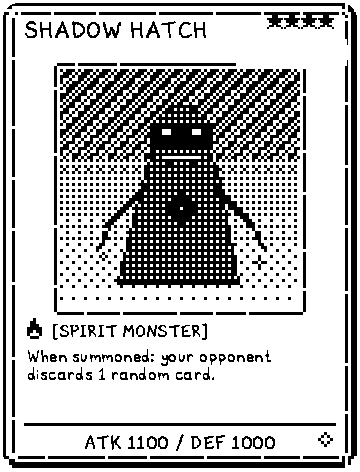 SHADOW HATCH
[SPIRIT MONSTER]
When summoned: your opponent
discards 1 random card.
ATK 1100 / DEF 1000